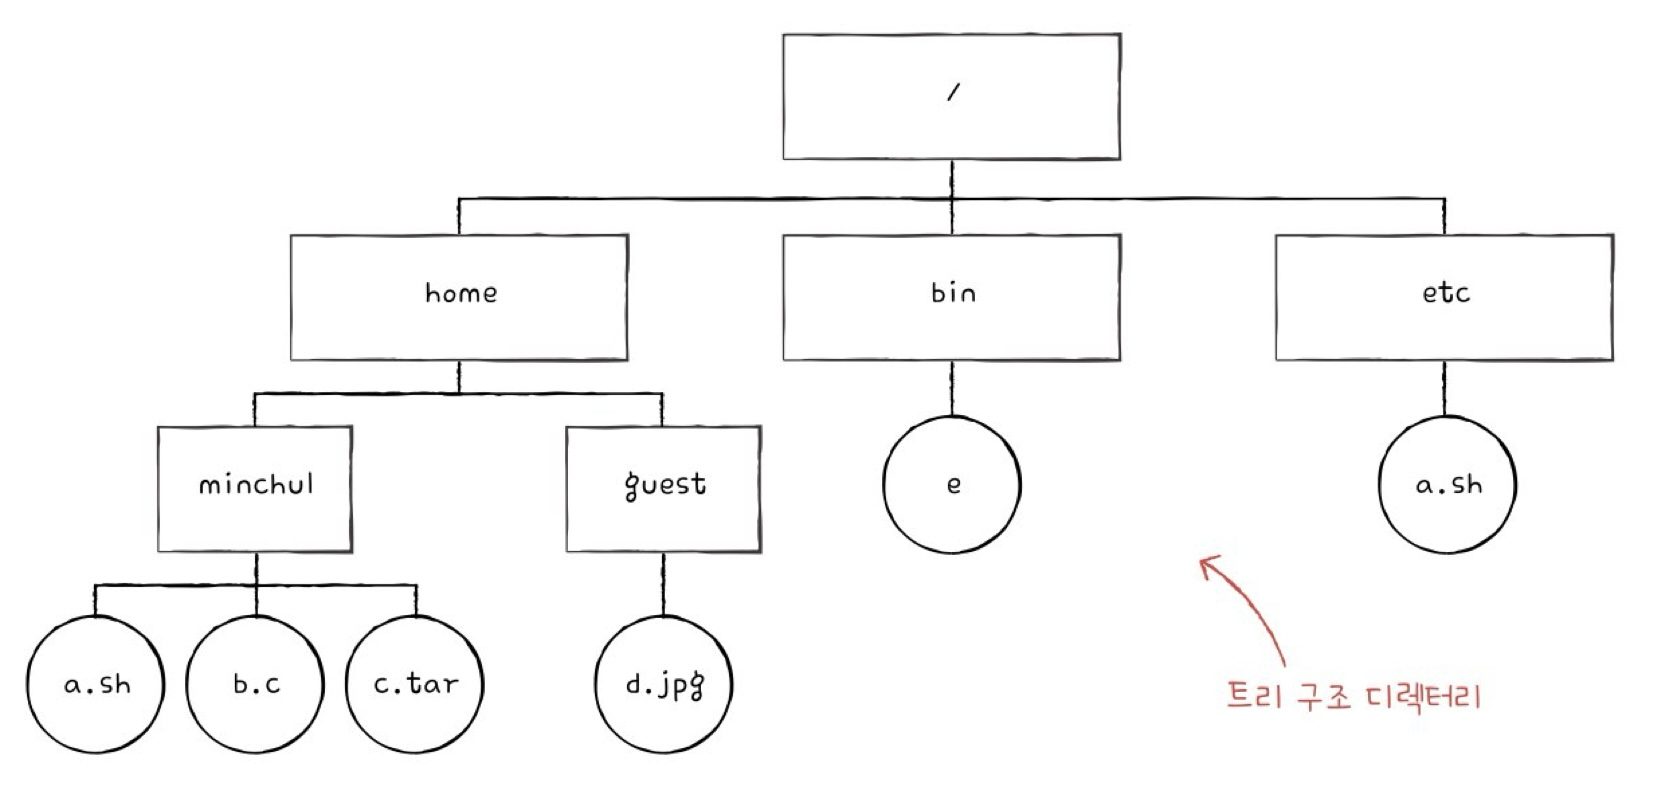 /
home
bin
etc
minchul
guest
e
a.sh
a.sh
b.c
c.tar
d.jpg
트리 구조 디렉터리